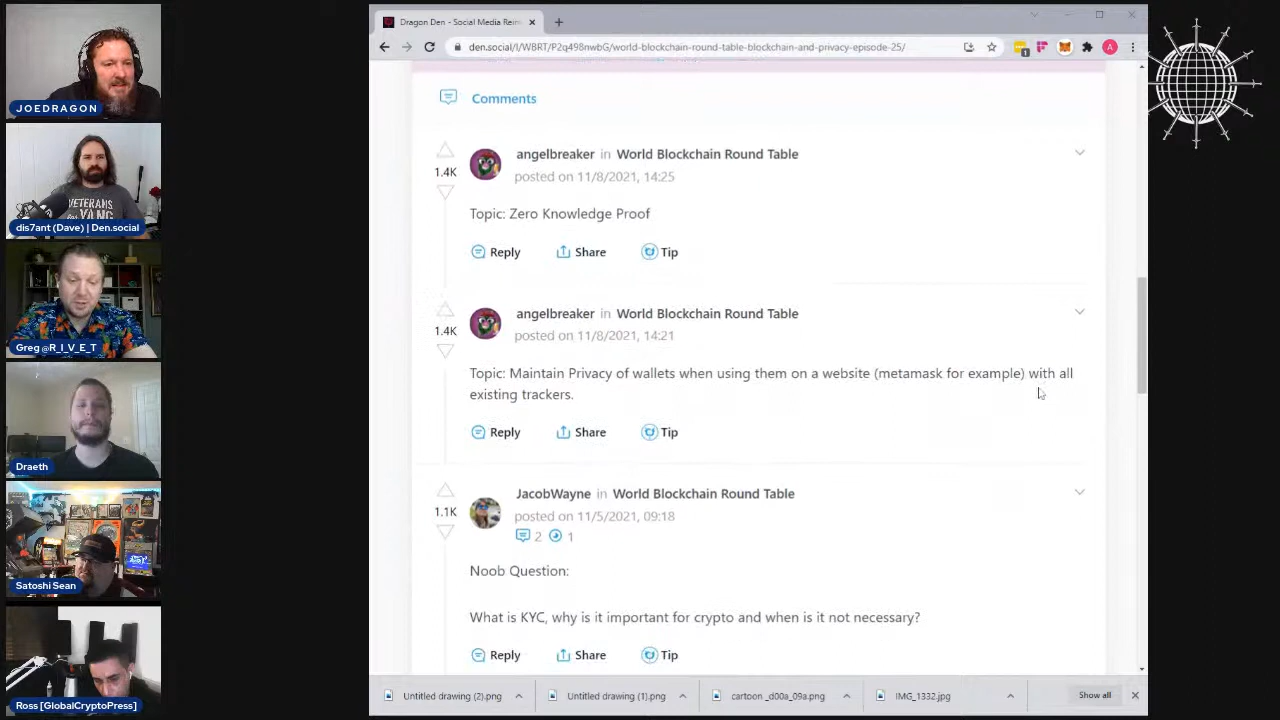 JOEDRAGON
dis7ant (Dave) | Den.social
VETERANS
YANG
Greg @R_I_V_E_T
Draeth
Satoshi Sean
Ross [GlobalCryptoPress]
Dragon Den - Social Media Rein
den.social/l/WBRT/P2q498nwbG/world-blockchain-round-table-blockchain-and-privacy-episode-25/
1
A
Comments
1.4K
angelbreaker in World Blockchain Round Table
posted on 11/8/2021, 14:25
Topic: Zero Knowledge Proof
Reply Share Tip
1.4K
angelbreaker in World Blockchain Round Table
posted on 11/8/2021, 14:21
Topic: Maintain Privacy of wallets when using them on a website (metamask for example) with all
existing trackers.
Reply Share Tip
1.1K
JacobWayne in World Blockchain Round Table
posted on 11/5/2021, 09:18
2 1
Noob Question:
What is KYC, why is it important for crypto and when is it not necessary?
Reply Share Tip
Untitled drawing (2).png Untitled drawing (1).png cartoon _d00a_09a.png IMG_1332.jpg Show all